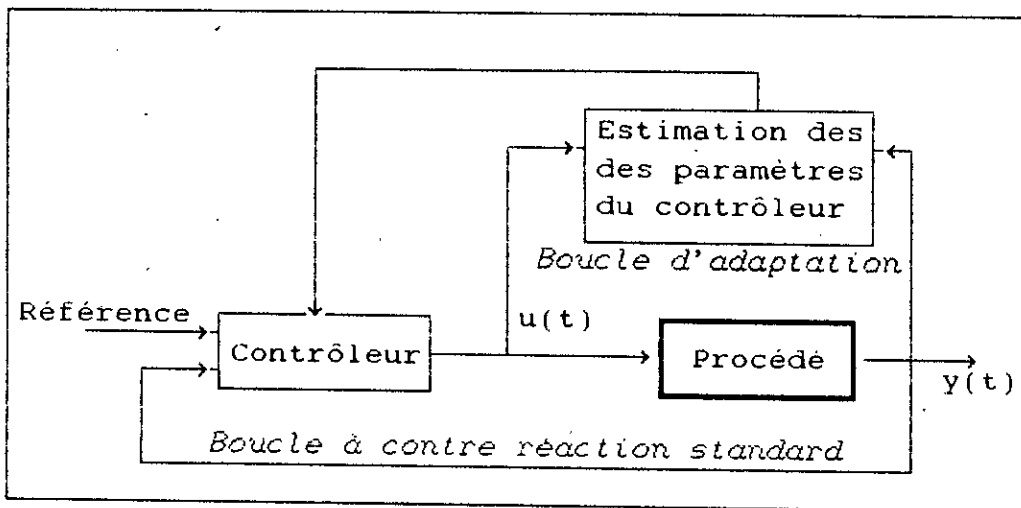 Estimation des
des paramètres
du contrôleur
Boucle d'adaptation
Référence
u(t)
Contrôleur
Procédé
y(t)
Boucle à contre réaction standard